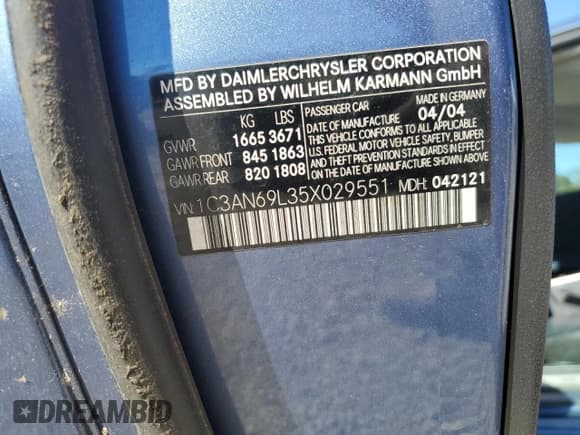 MFD BY DAIMLERCHRYSLER CORPORATION
ASSEMBLED BY WILHELM KARMANN GmbH
KG LBS
GVWR 1665 3671
GAWR FRONT 845 1863
GAWR REAR 820 1808
PASSENGER CAR MADE IN GERMANY
DATE OF MANUFACTURE 04/04
THIS VEHICLE CONFORMS TO ALL APPLICABLE
U.S. FEDERAL MOTOR VEHICLE SAFETY, BUMPER
AND THEFT PREVENTION STANDARDS IN EFFECT
ON THE DATE OF MANUFACTURE SHOWN ABOVE.
VIN: 1C3AN69L35X029551 MDH: 042121
DREAMBID